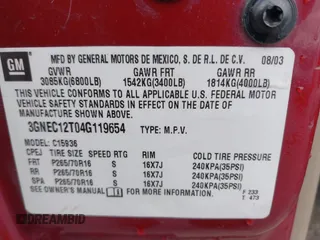 GM
MFD BY GENERAL MOTORS DE MEXICO, S. DE R.L. DE C.V. 08/03
GVWR GAWR FRT GAWR RR
3085KG(6800LB) 1542KG(3400LB) 1814KG(4000LB)
THIS VEHICLE CONFORMS TO ALL APPLICABLE U.S. FEDERAL MOTOR
VEHICLE SAFETY STANDARDS IN EFFECT ON THE DATE OF
MANUFACTURE SHOWN ABOVE.
3GNEC12T04G119654 TYPE: M.P.V.
MODEL: C15936
TIRE SIZE SPEED RTG RIM COLD TIRE PRESSURE
FRT P265/70R16 S 16X7J 240KPA(35PSI)
RR P265/70R16 S 16X7J 240KPA(35PSI)
SPA P265/70R16 S 16X7J 240KPA(35PSI)
SEE OWNER'S MANUAL FOR MORE INFORMATION. F 233
T 473
DREAMBID